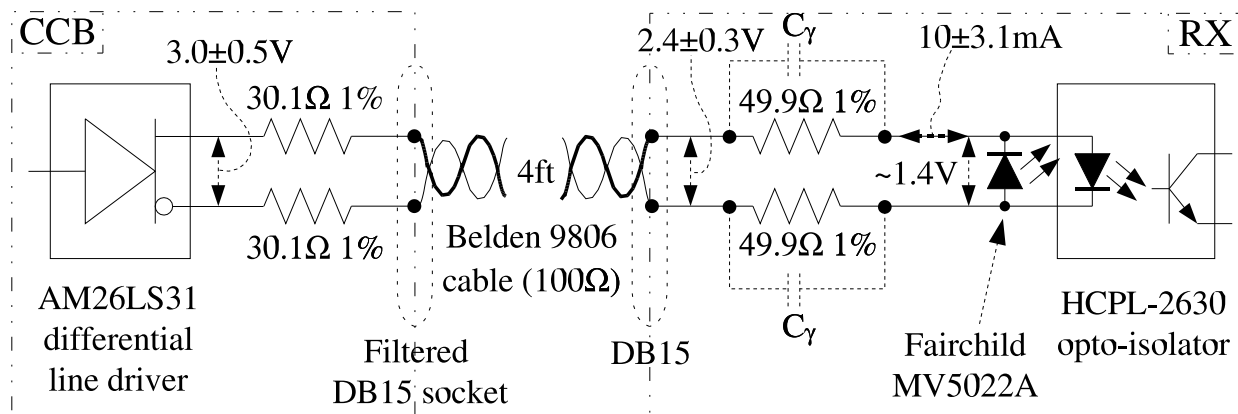 CCB
RX
3.0±0.5V
2.4±0.3V
Cγ
10±3.1mA
30.1Ω 1%
49.9Ω 1%
4ft
~1.4V
30.1Ω 1%
49.9Ω 1%
Belden 9806
cable (100Ω)
Cγ
AM26LS31
differential
line driver
Filtered
DB15 socket
DB15
Fairchild
MV5022A
HCPL-2630
opto-isolator